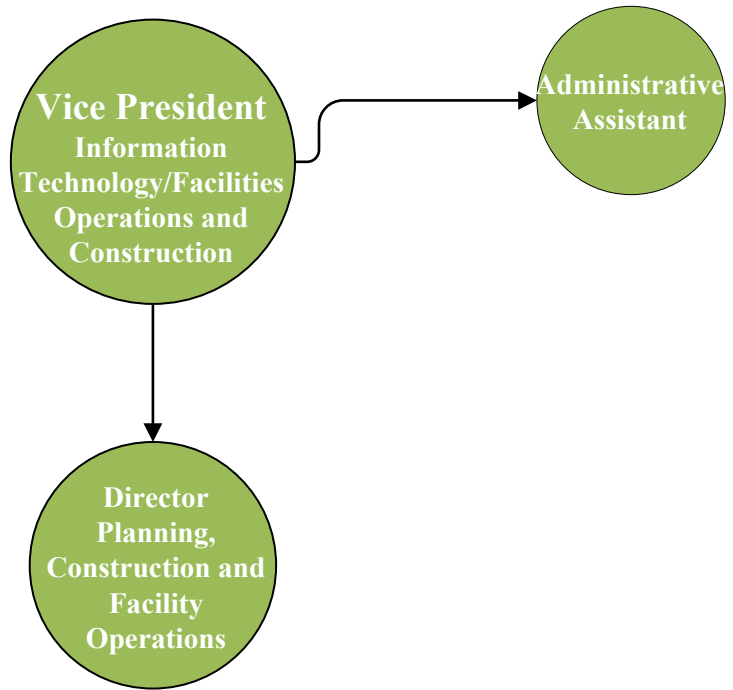 Vice President
Information
Technology/Facilities
Operations and
Construction
Administrative
Assistant
Director
Planning,
Construction and
Facility
Operations